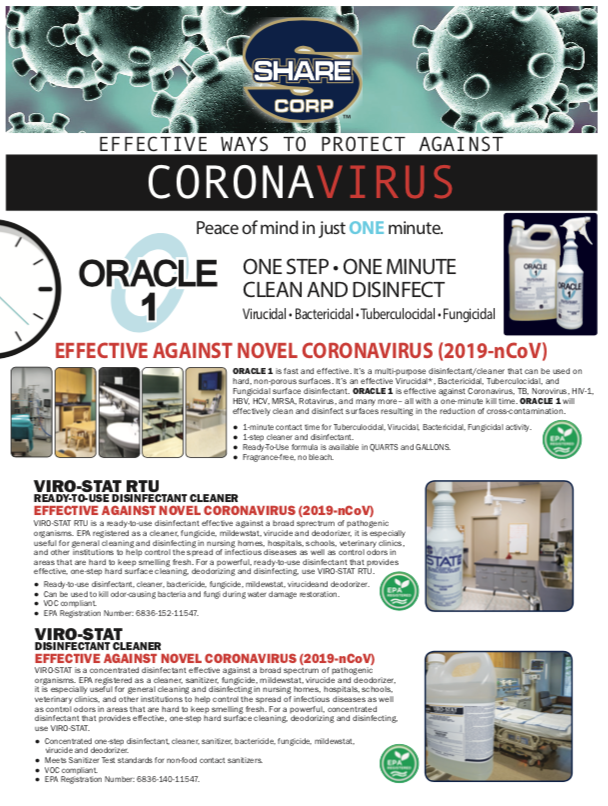 SHARE
CORP
TM
EFFECTIVE WAYS TO PROTECT AGAINST
CORONAVIRUS
Peace of mind in just ONE minute.
ORACLE
1
ONE STEP • ONE MINUTE
CLEAN AND DISINFECT
Virucidal • Bactericidal • Tuberculocidal • Fungicidal
ORACLE
1
ORACLE
1
EFFECTIVE AGAINST NOVEL CORONAVIRUS (2019-nCoV)
ORACLE 1 is fast and effective. It's a multi-purpose disinfectant/cleaner that can be used on
hard, non-porous surfaces. It's an effective Virucidal*, Bactericidal, Tuberculocidal, and
Fungicidal surface disinfectant. ORACLE 1 is effective against Coronavirus, TB, Norovirus, HIV-1,
HBV, HCV, MRSA, Rotavirus, and many more – all with a one-minute kill time. ORACLE 1 will
effectively clean and disinfect surfaces resulting in the reduction of cross-contamination.
• 1-minute contact time for Tuberculocidal, Virucidal, Bactericidal, Fungicidal activity.
• 1-step cleaner and disinfectant.
• Ready-To-Use formula is available in QUARTS and GALLONS.
• Fragrance-free, no bleach.
EPA
REGISTERED
VIRO-STAT RTU
READY-TO-USE DISINFECTANT CLEANER
EFFECTIVE AGAINST NOVEL CORONAVIRUS (2019-nCoV)
VIRO-STAT RTU is a ready-to-use disinfectant effective against a broad spectrum of pathogenic
organisms. EPA registered as a cleaner, fungicide, mildewstat, virucide and deodorizer, it is especially
useful for general cleaning and disinfecting in nursing homes, hospitals, schools, veterinary clinics,
and other institutions to help control the spread of infectious diseases as well as control odors in
areas that are hard to keep smelling fresh. For a powerful, ready-to-use disinfectant that provides
effective, one-step hard surface cleaning, deodorizing and disinfecting, use VIRO-STAT RTU.
• Ready-to-use disinfectant, cleaner, bactericide, fungicide, mildewstat, virucideand deodorizer.
• Can be used to kill odor-causing bacteria and fungi during water damage restoration.
• VOC compliant.
• EPA Registration Number: 6836-152-11547.
EPA
REGISTERED
VIRO-STAT
DISINFECTANT CLEANER
EFFECTIVE AGAINST NOVEL CORONAVIRUS (2019-nCoV)
VIRO-STAT is a concentrated disinfectant effective against a broad spectrum of pathogenic
organisms. EPA registered as a cleaner, sanitizer, fungicide, mildewstat, virucide and deodorizer,
it is especially useful for general cleaning and disinfecting in nursing homes, hospitals, schools,
veterinary clinics, and other institutions to help control the spread of infectious diseases as well
as control odors in areas that are hard to keep smelling fresh. For a powerful, concentrated
disinfectant that provides effective, one-step hard surface cleaning, deodorizing and disinfecting,
use VIRO-STAT.
• Concentrated one-step disinfectant, cleaner, sanitizer, bactericide, fungicide, mildewstat,
virucide and deodorizer.
• Meets Sanitizer Test standards for non-food contact sanitizers.
• VOC compliant.
• EPA Registration Number: 6836-140-11547.
EPA
REGISTERED